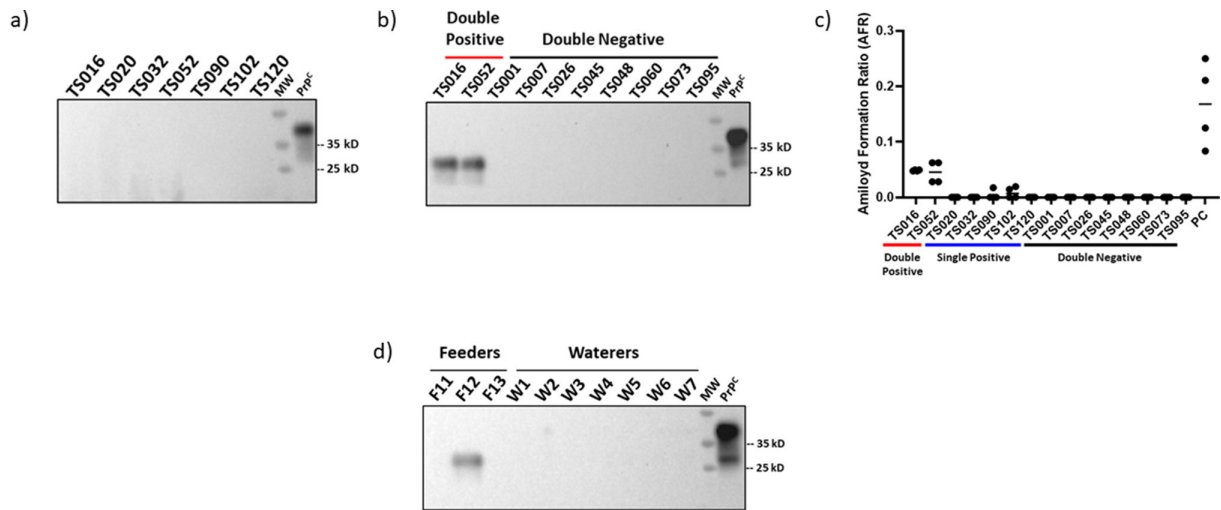 a)
TS016 TS020 TS032 TS052 TS090 TS102 TS120 MW PrPᶜ
-- 35 kD
-- 25 kD
b)
Double
Positive
Double Negative
TS016 TS052 TS001 TS007 TS026 TS045 TS048 TS060 TS073 TS095 MW PrPᶜ
-- 35 kD
-- 25 kD
c)
Amiloyd Formation Ratio (AFR)
0.3
0.2
0.1
0.0
TS016 TS052 TS020 TS032 TS090 TS102 TS120 TS001 TS007 TS026 TS045 TS048 TS060 TS073 TS095 PC
Double
Positive
Single Positive
Double Negative
d)
Feeders Waterers
F11 F12 F13 W1 W2 W3 W4 W5 W6 W7 MW PrPᶜ
-- 35 kD
-- 25 kD